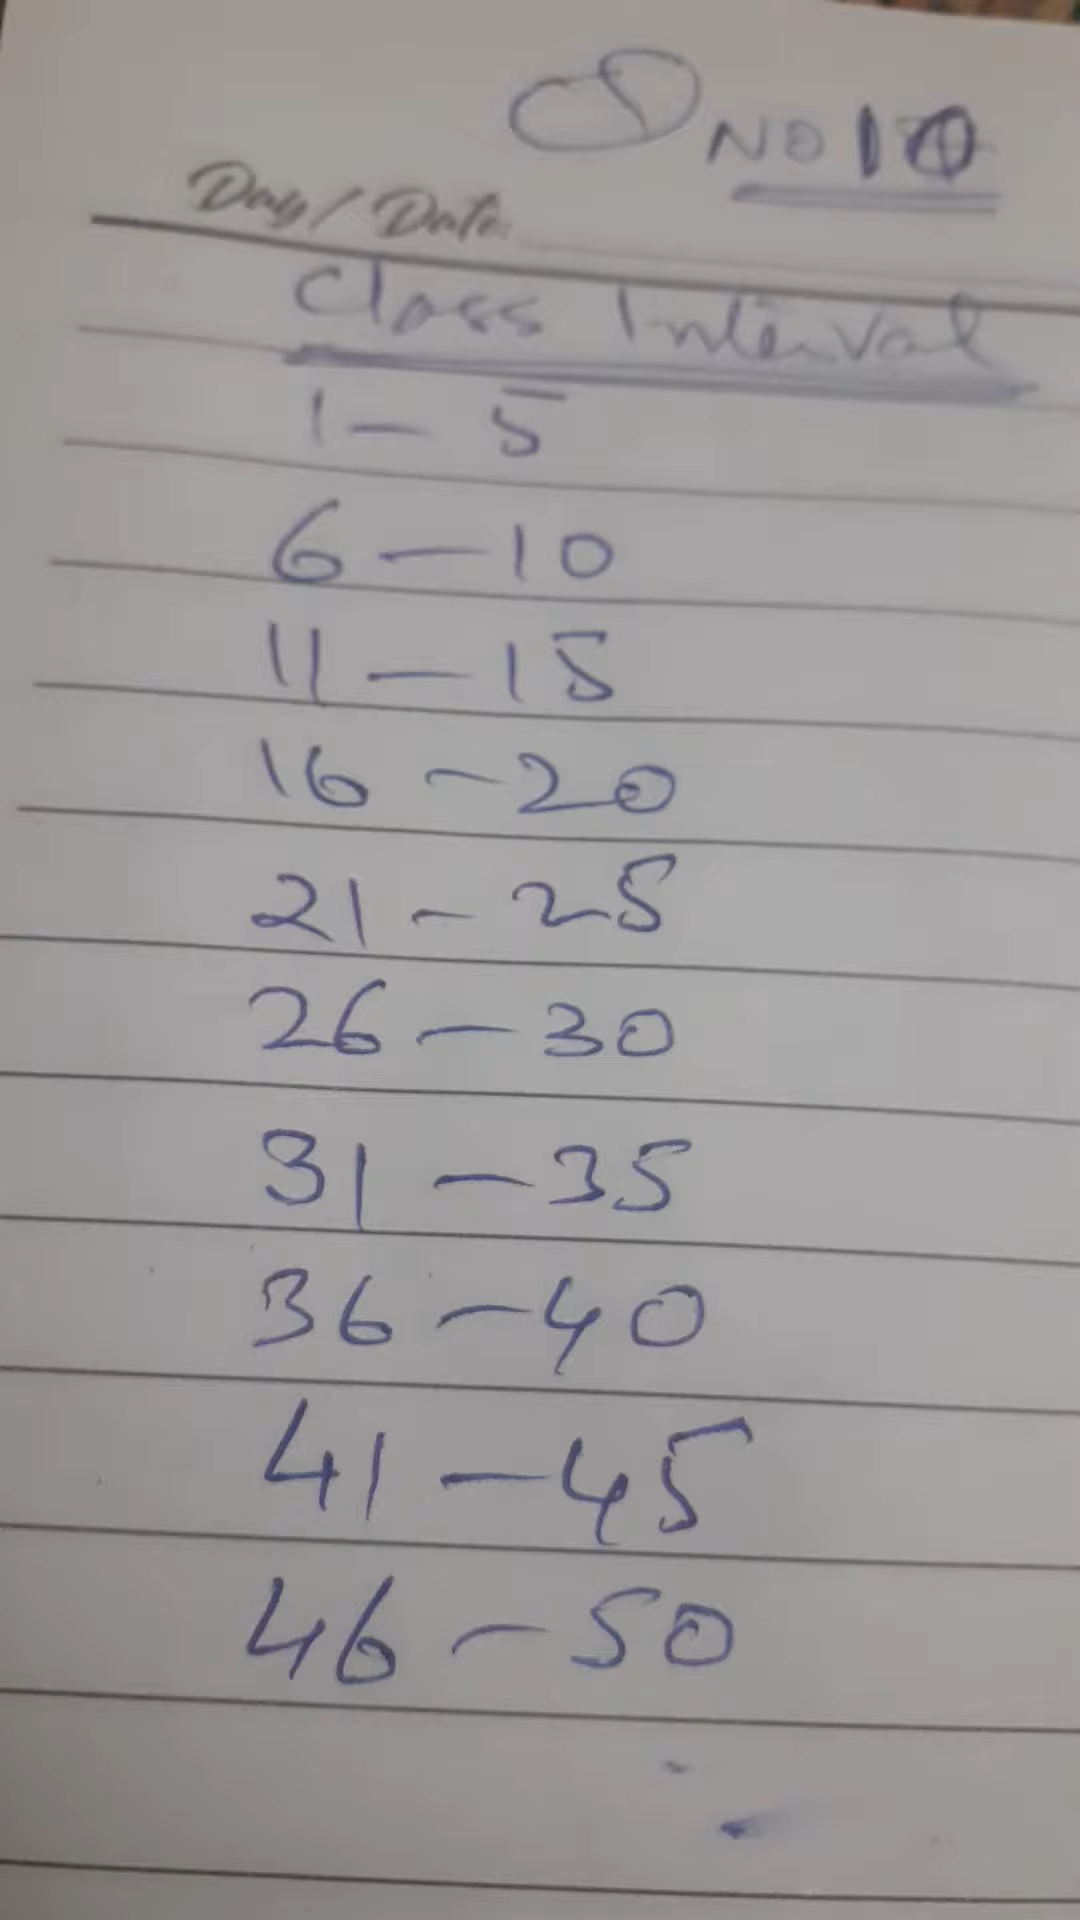 No 10
Day / Date:
Class Interval
1 - 5
6 - 10
11 - 15
16 - 20
21 - 25
26 - 30
31 - 35
36 - 40
41 - 45
46 - 50